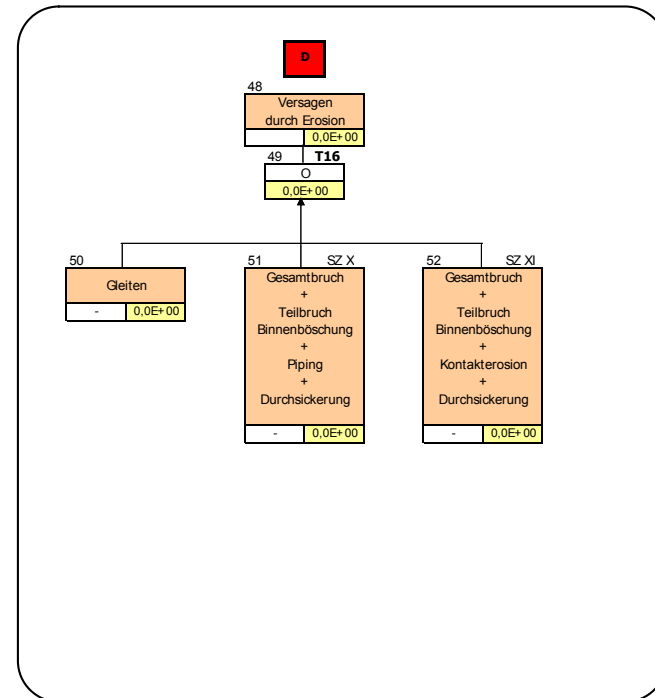 D
48
Versagen
durch Erosion
0,0E+00
49 T16
O
0,0E+00
50
Gleiten
- 0,0E+00
51 SZ X
Gesamtbruch
+
Teilbruch
Binnenböschung
+
Piping
+
Durchsickerung
- 0,0E+00
52 SZ XI
Gesamtbruch
+
Teilbruch
Binnenböschung
+
Kontakterosion
+
Durchsickerung
- 0,0E+00